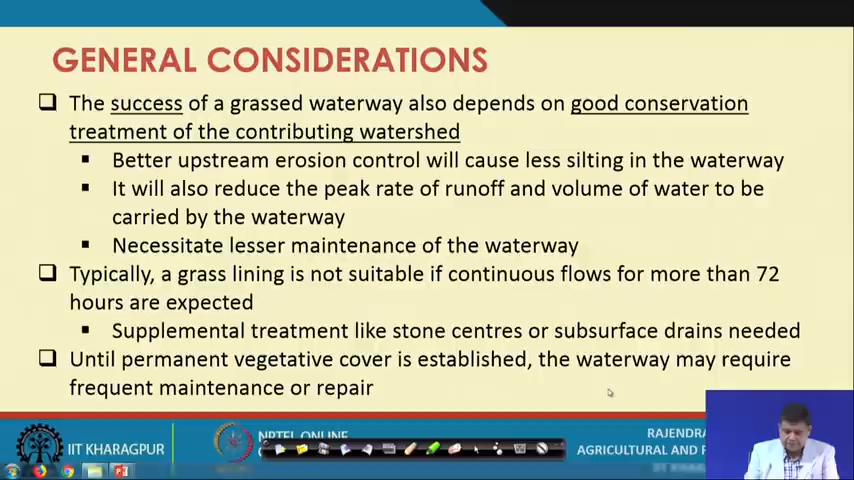 GENERAL CONSIDERATIONS
The success of a grassed waterway also depends on good conservation
treatment of the contributing watershed
Better upstream erosion control will cause less silting in the waterway
It will also reduce the peak rate of runoff and volume of water to be
carried by the waterway
Necessitate lesser maintenance of the waterway
Typically, a grass lining is not suitable if continuous flows for more than 72
hours are expected
Supplemental treatment like stone centres or subsurface drains needed
Until permanent vegetative cover is established, the waterway may require
frequent maintenance or repair
IIT KHARAGPUR
NPTEL ONLINE
RAJENDRA
AGRICULTURAL AND